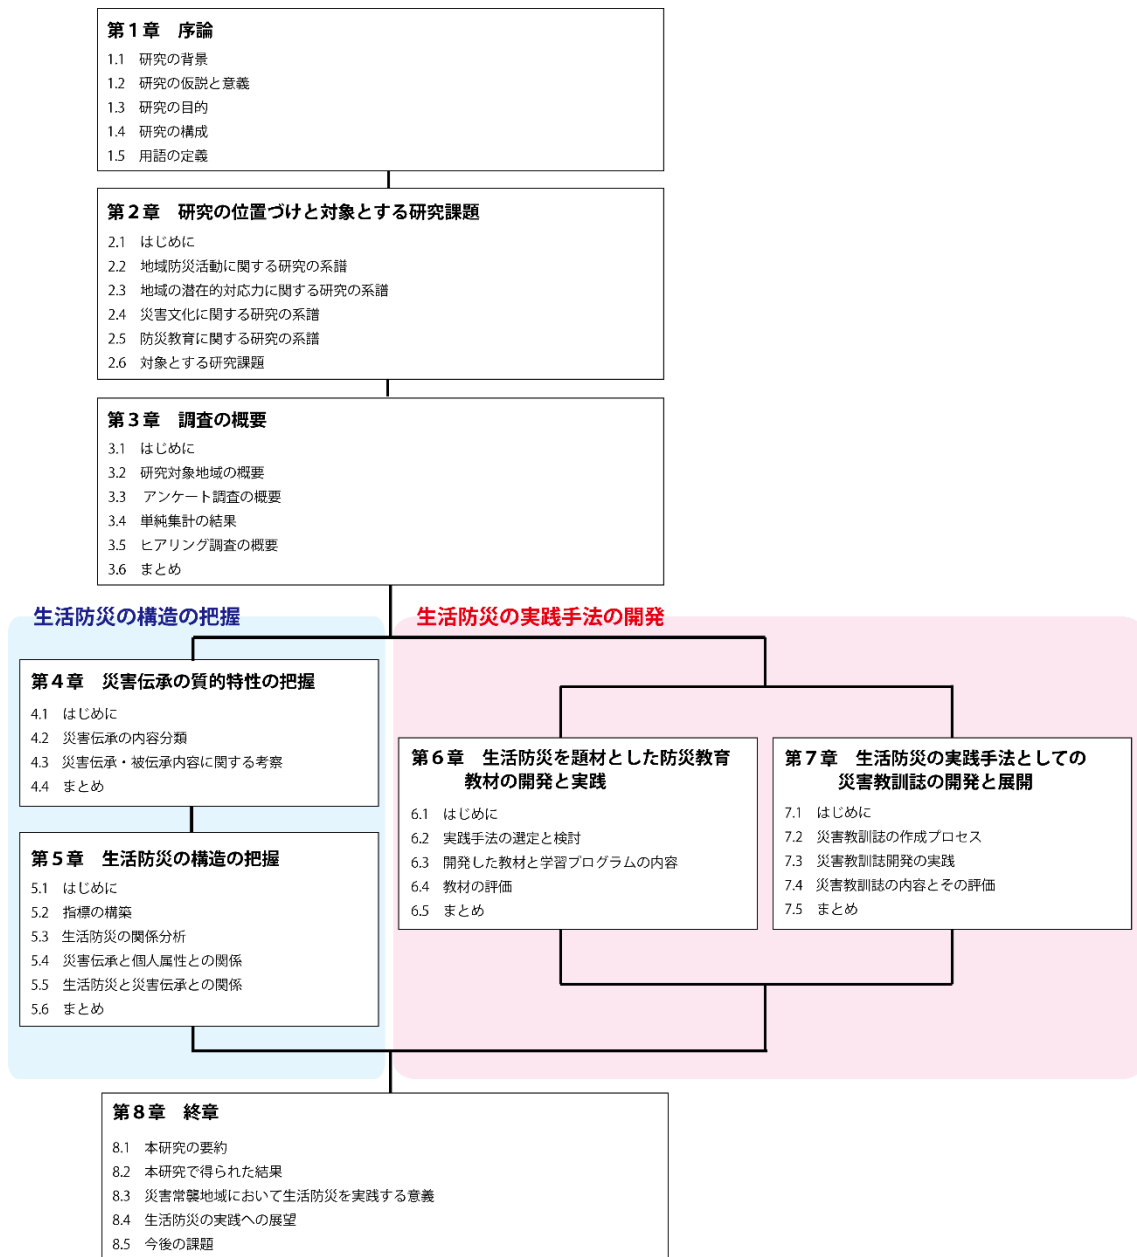 第1章　序論
1.1　研究の背景
1.2　研究の仮説と意義
1.3　研究の目的
1.4　研究の構成
1.5　用語の定義
第2章　研究の位置づけと対象とする研究課題
2.1　はじめに
2.2　地域防災活動に関する研究の系譜
2.3　地域の潜在的対応力に関する研究の系譜
2.4　災害文化に関する研究の系譜
2.5　防災教育に関する研究の系譜
2.6　対象とする研究課題
第3章　調査の概要
3.1　はじめに
3.2　研究対象地域の概要
3.3　アンケート調査の概要
3.4　単純集計の結果
3.5　ヒアリング調査の概要
3.6　まとめ
生活防災の構造の把握
第4章　災害伝承の質的特性の把握
4.1　はじめに
4.2　災害伝承の内容分類
4.3　災害伝承・被伝承内容に関する考察
4.4　まとめ
第5章　生活防災の構造の把握
5.1　はじめに
5.2　指標の構築
5.3　生活防災の関係分析
5.4　災害伝承と個人属性との関係
5.5　生活防災と災害伝承との関係
5.6　まとめ
生活防災の実践手法の開発
第6章　生活防災を題材とした防災教育
教材の開発と実践
6.1　はじめに
6.2　実践手法の選定と検討
6.3　開発した教材と学習プログラムの内容
6.4　教材の評価
6.5　まとめ
第7章　生活防災の実践手法としての
災害教訓誌の開発と展開
7.1　はじめに
7.2　災害教訓誌の作成プロセス
7.3　災害教訓誌開発の実践
7.4　災害教訓誌の内容とその評価
7.5　まとめ
第8章　終章
8.1　本研究の要約
8.2　本研究で得られた結果
8.3　災害常襲地域において生活防災を実践する意義
8.4　生活防災の実践への展望
8.5　今後の課題